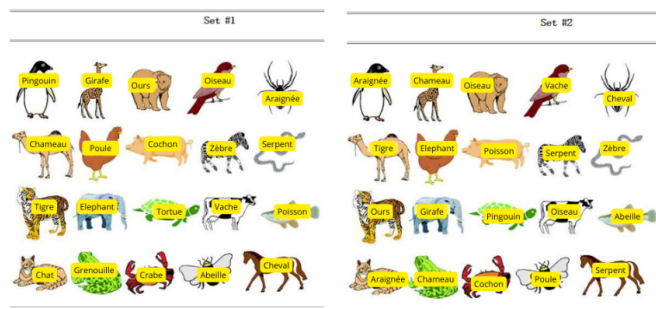 Set #1
Pingouin Girafe Ours Oiseau Araignée
Chameau Poule Cochon Zèbre Serpent
Tigre Elephant Tortue Vache Poisson
Chat Grenouille Crabe Abeille Cheval
Set #2
Araignée Chameau Oiseau Vache Cheval
Tigre Elephant Poisson Serpent Zèbre
Ours Girafe Pingouin Oiseau Abeille
Araignée Chameau Cochon Poule Serpent